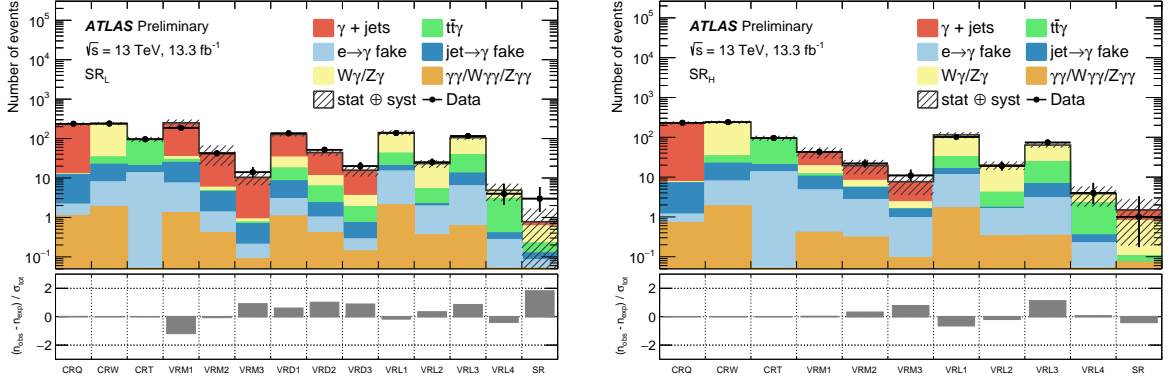 Number of events
10⁵
10⁴
10³
10²
10
1
10⁻¹
ATLAS Preliminary
√s = 13 TeV, 13.3 fb⁻¹
SR_L
γ + jets
tt̄γ
e→γ fake
jet→γ fake
Wγ/Zγ
γγ/Wγγ/Zγγ
stat ⊕ syst
Data
(n_obs - n_exp) / σ_tot
2
0
−2
CRQ CRW CRT VRM1 VRM2 VRM3 VRD1 VRD2 VRD3 VRL1 VRL2 VRL3 VRL4 SR
Number of events
10⁵
10⁴
10³
10²
10
1
10⁻¹
ATLAS Preliminary
√s = 13 TeV, 13.3 fb⁻¹
SR_H
γ + jets
tt̄γ
e→γ fake
jet→γ fake
Wγ/Zγ
γγ/Wγγ/Zγγ
stat ⊕ syst
Data
(n_obs - n_exp) / σ_tot
2
0
−2
CRQ CRW CRT VRM1 VRM2 VRM3 VRL1 VRL2 VRL3 VRL4 SR